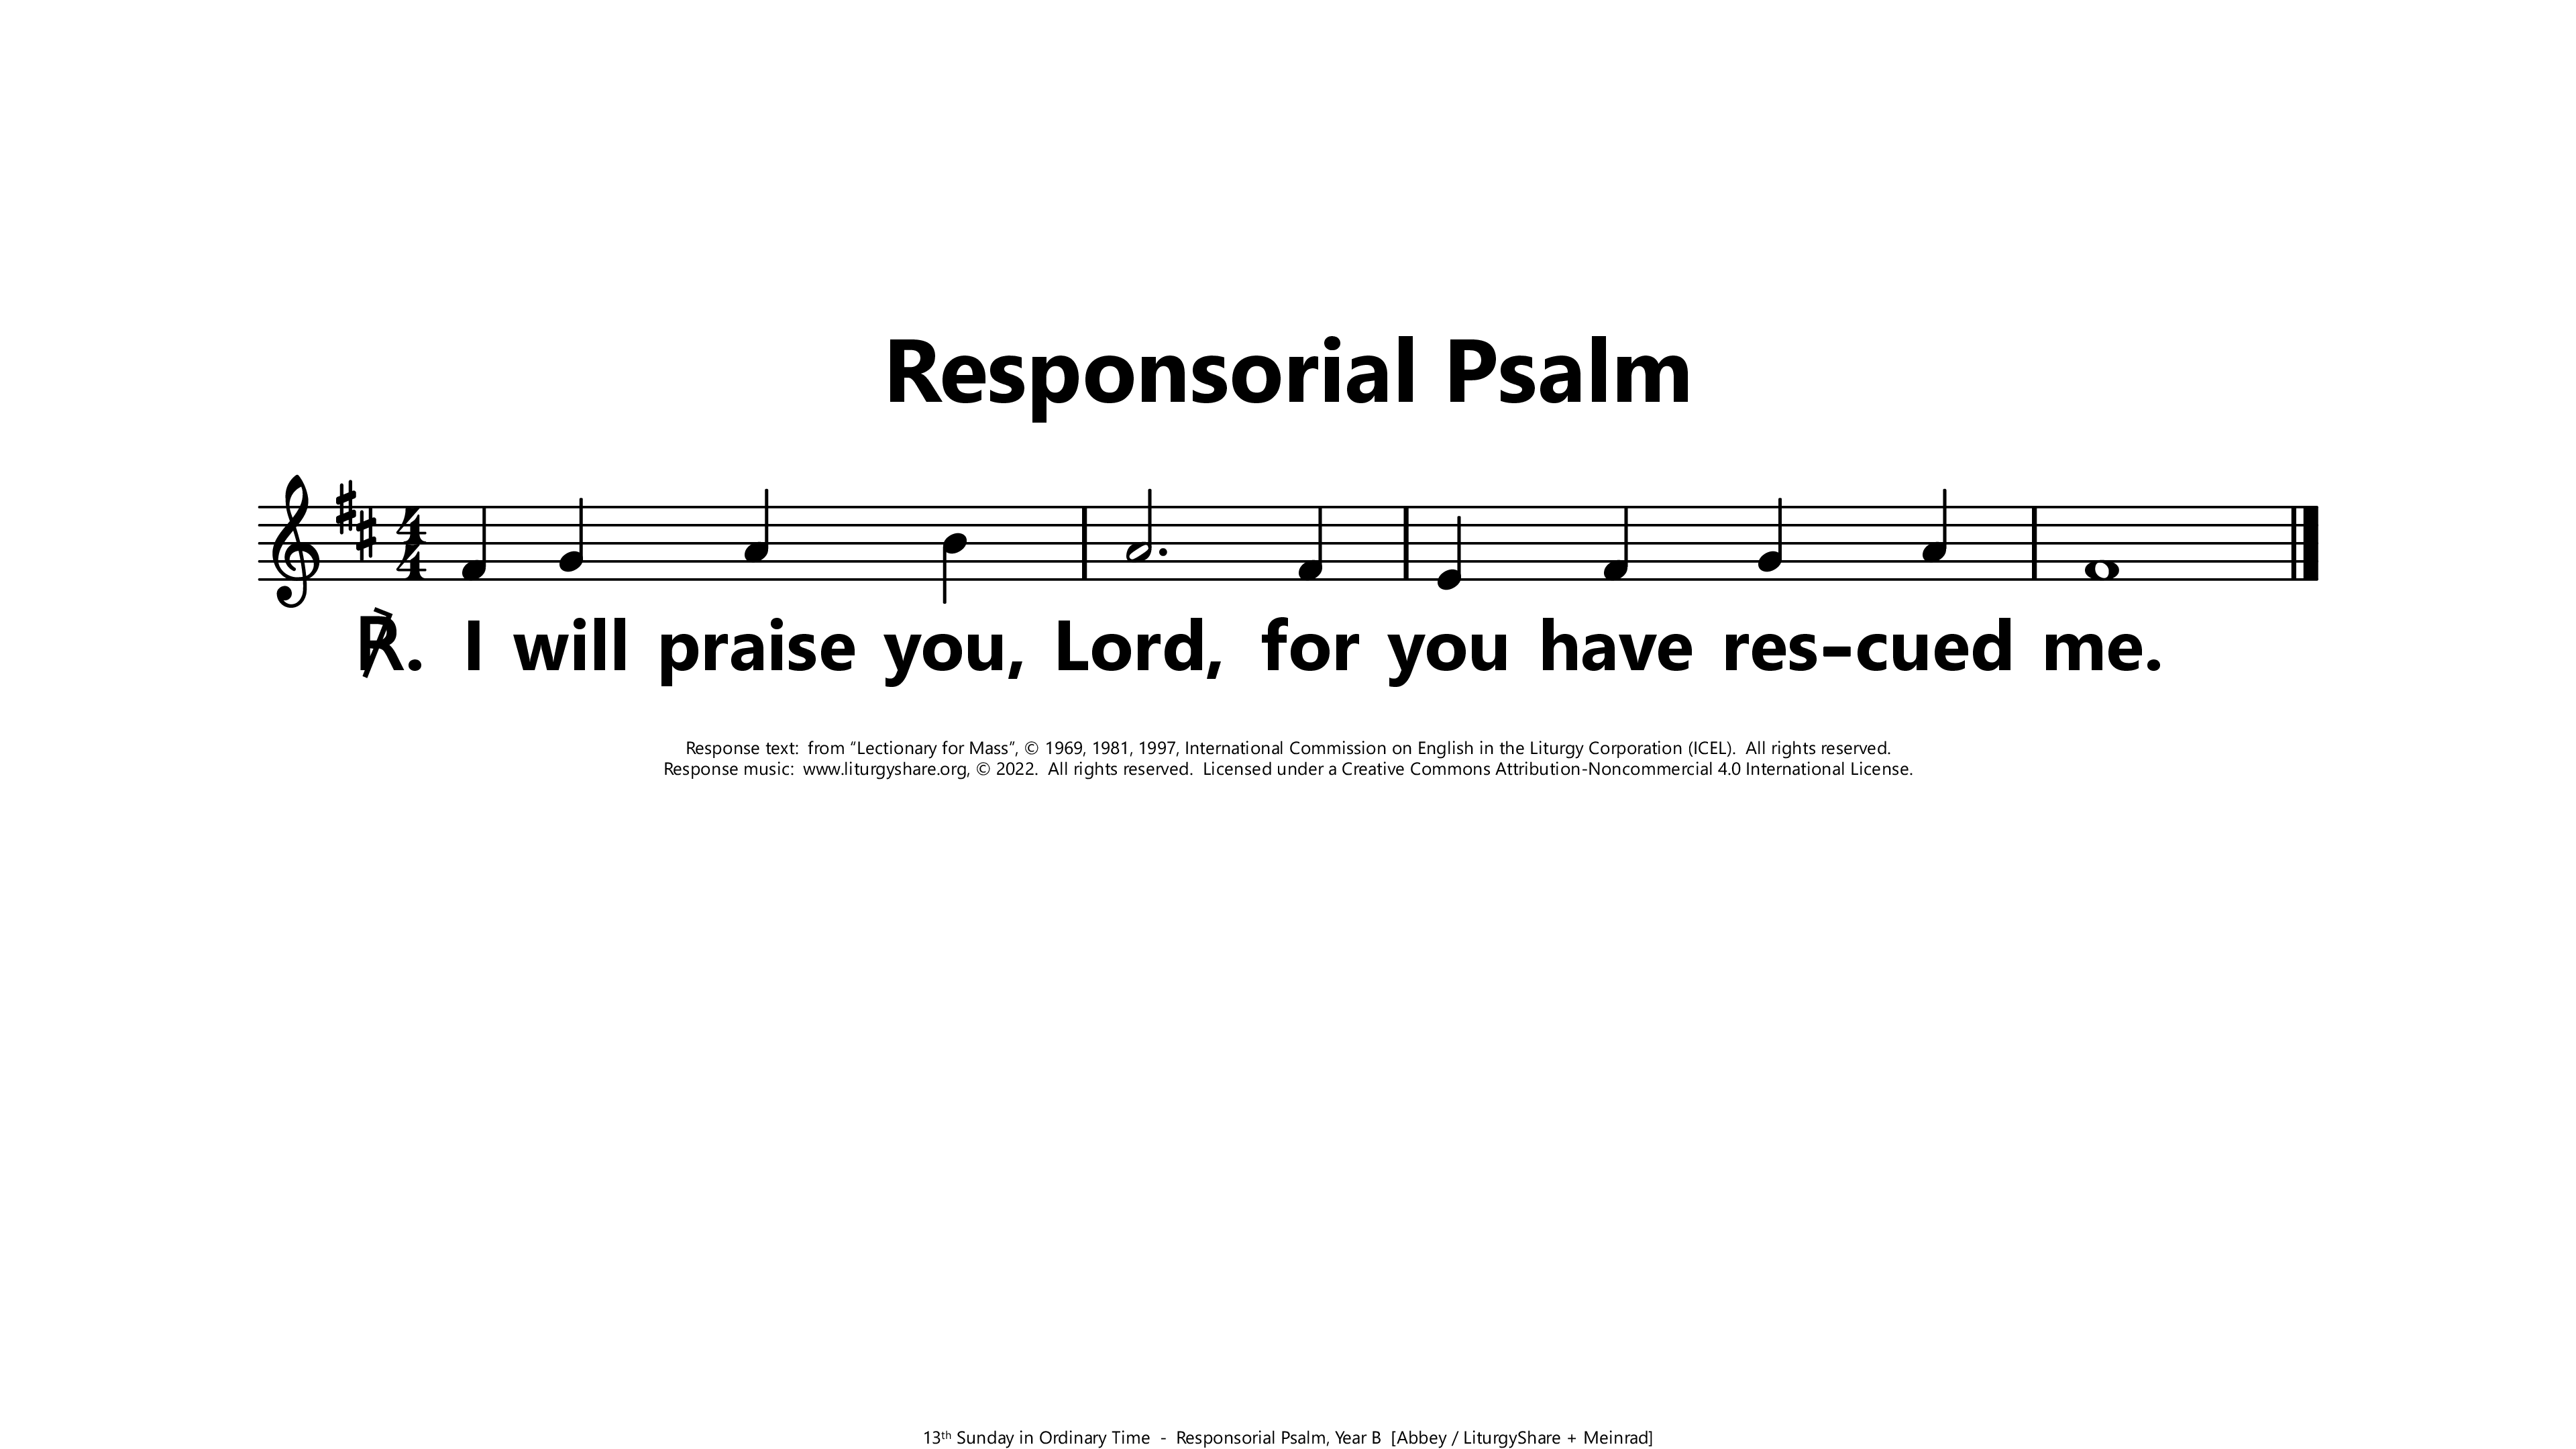 Responsorial Psalm
℟. I will praise you, Lord, for you have res-cued me.
Response text: from “Lectionary for Mass”, © 1969, 1981, 1997, International Commission on English in the Liturgy Corporation (ICEL). All rights reserved.
Response music: www.liturgyshare.org, © 2022. All rights reserved. Licensed under a Creative Commons Attribution-Noncommercial 4.0 International License.
13th Sunday in Ordinary Time - Responsorial Psalm, Year B [Abbey / LiturgyShare + Meinrad]